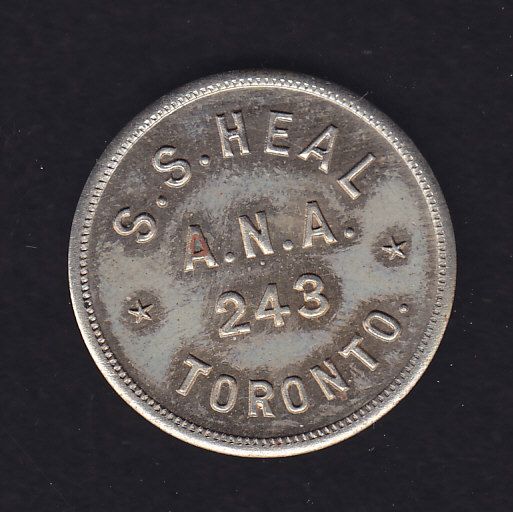 S.S. HEAL
A.N.A.
243
TORONTO.